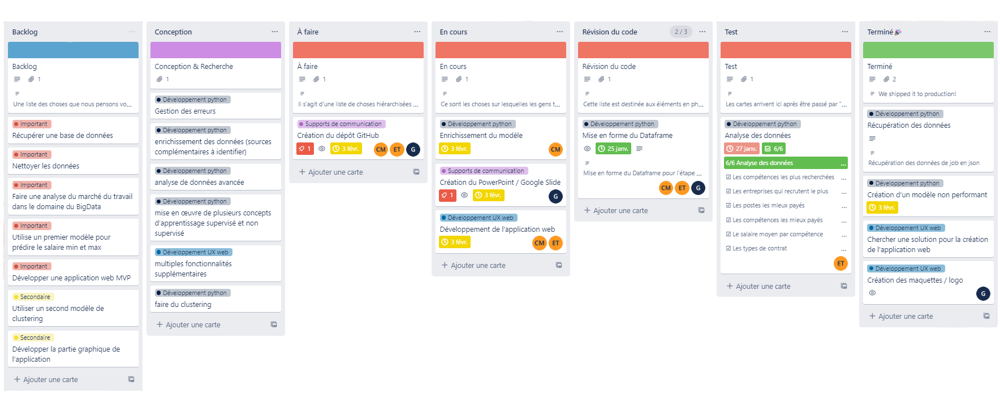 Backlog
Backlog
1
Une liste des choses que nous pensons vo...
Important
Récupérer une base de données
Important
Nettoyer les données
Important
Faire une analyse du marché du travail
dans le domaine du BigData
Important
Utilise un premier modèle pour
prédire le salaire min et max
Important
Développer une application web MVP
Secondaire
Utiliser un second modèle de
clustering
Secondaire
Développer la partie graphique de
l'application
+ Ajouter une carte
Conception
Conception & Recherche
1
Développement python
Gestion des erreurs
Développement python
enrichissement des données (sources
complémentaires à identifier)
Développement python
analyse de données avancée
Développement python
mise en œuvre de plusieurs concepts
d'apprentissage supervisé et non
supervisé
Développement UX web
multiples fonctionnalités
supplémentaires
Développement python
faire du clustering
+ Ajouter une carte
À faire
À faire
1
Il s'agit d'une liste de choses hiérarchisées ...
Supports de communication
Création du dépôt GitHub
1 3 févr. CM ET G
+ Ajouter une carte
En cours
En cours
1
Ce sont les choses sur lesquelles les gens t...
Développement python
Enrichissement du modèle
3 févr. CM
Supports de communication
Création du PowerPoint / Google Slide
1 3 févr. G
Développement UX web
Développement de l'application web
3 févr. CM ET
+ Ajouter une carte
Révision du code 2 / 3
Révision du code
1
Cette liste est destinée aux éléments en ph...
Développement python
Mise en forme du Dataframe
25 janv.
Mise en forme du Dataframe pour l'étape ...
CM ET G
+ Ajouter une carte
Test
Test
1
Les cartes arrivent ici après être passé par "...
Développement python
Analyse des données
27 janv. 6/6
6/6 Analyse des données ...
Les compétences les plus recherchées ...
Les entreprises qui recrutent le plus ...
Les postes les mieux payés ...
Les compétences les mieux payés ...
Le salaire moyen par compétence ...
Les types de contrat ...
ET
+ Ajouter une carte
Terminé 🎉
Terminé
2
We shipped it to production!
Développement python
Récupération des données
Récupération des données de job en json
Développement python
Création d'un modèle non performant
3 févr.
Développement UX web
Chercher une solution pour la création
de l'application web
Développement UX web
Création des maquettes / logo
G
+ Ajouter une carte